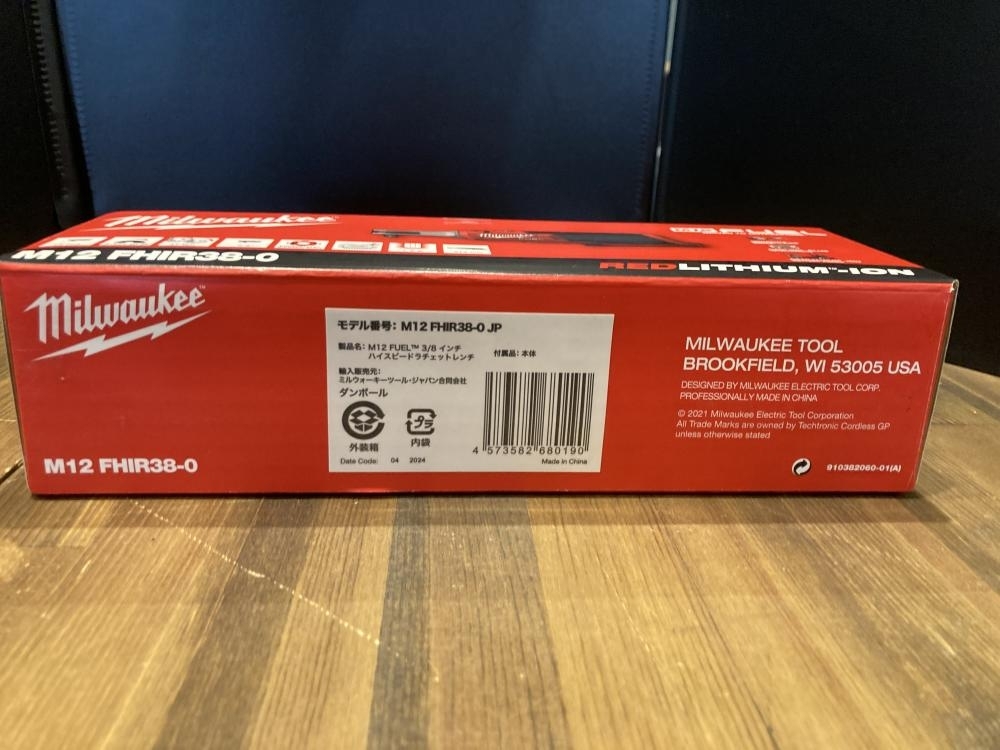 Milwaukee
Milwaukee
M12 FHIR38-0
REDLITHIUM™-ION
Milwaukee™
M12 FHIR38-0
モデル番号: M12 FHIR38-0 JP
製品名: M12 FUEL™ 3/8 インチ
ハイスピードラチェットレンチ
付属品: 本体
輸入販売元:
ミルウォーキーツール・ジャパン合同会社
ダンボール
プラ
外装箱
内袋
Date Code: 04 2024
4 573582 680190
Made in China
MILWAUKEE TOOL
BROOKFIELD, WI 53005 USA
DESIGNED BY MILWAUKEE ELECTRIC TOOL CORP.
PROFESSIONALLY MADE IN CHINA
© 2021 Milwaukee Electric Tool Corporation
All Trade Marks are owned by Techtronic Cordless GP
unless otherwise stated
910382060-01(A)